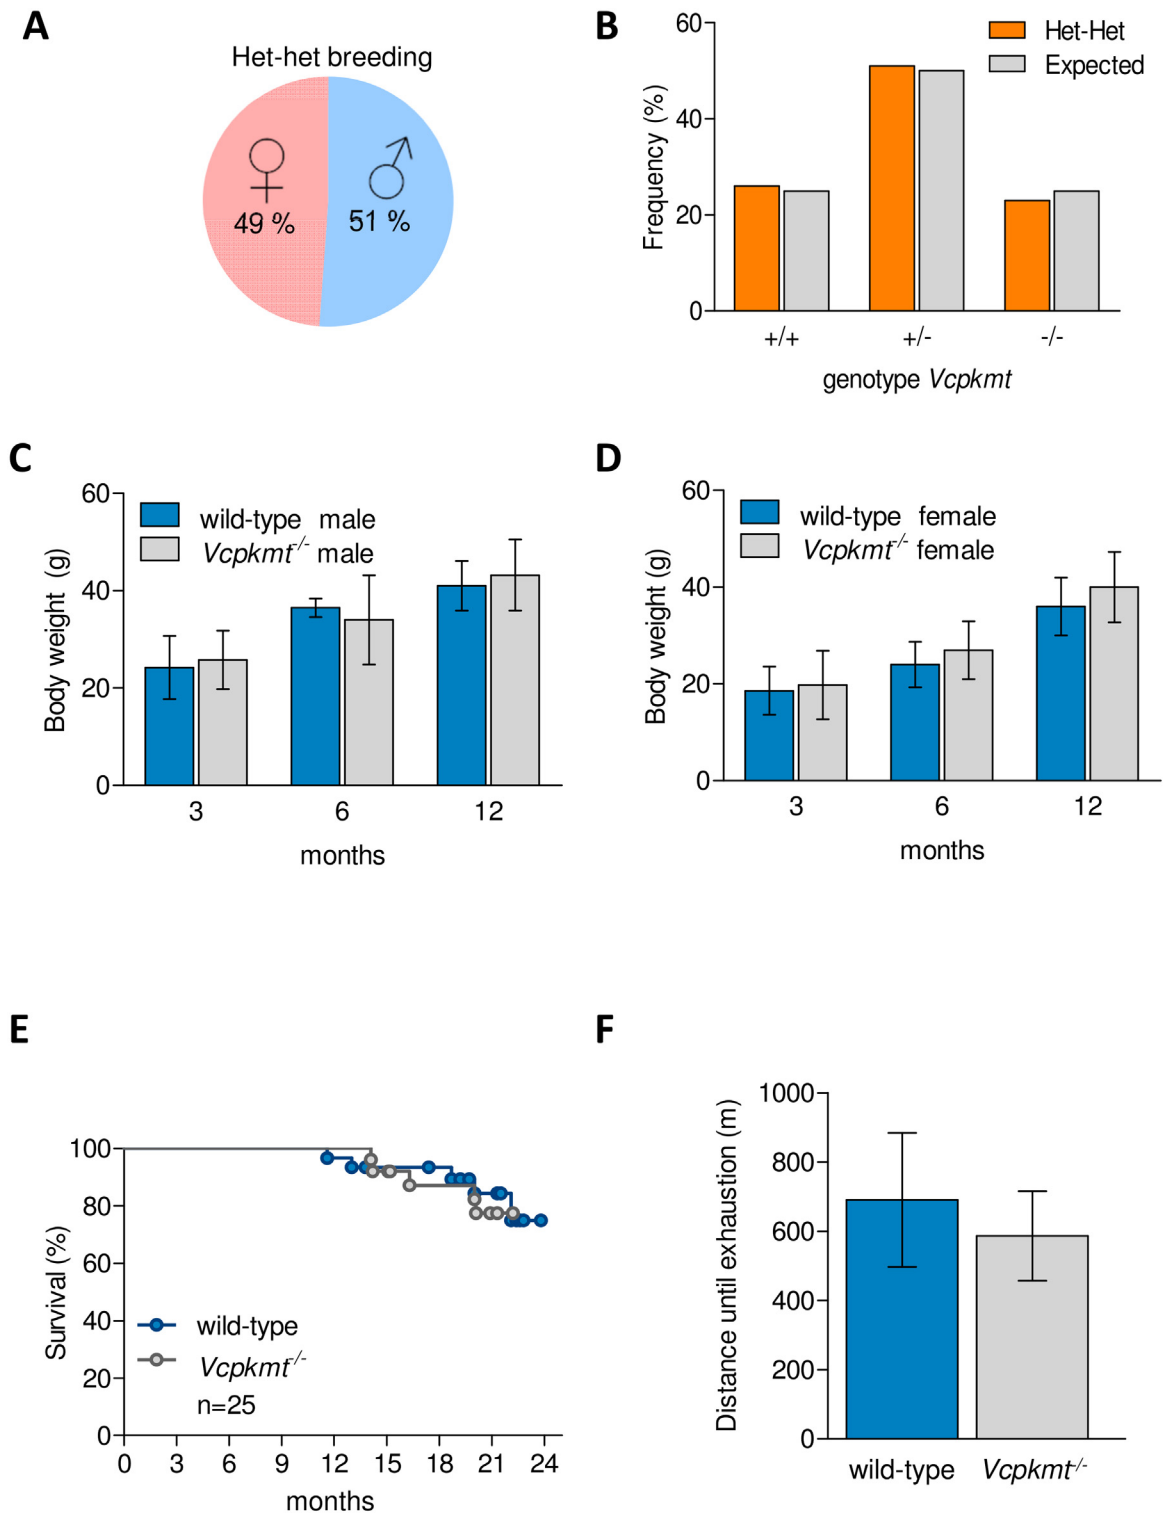 A
Het-het breeding
49 %
51 %
B
Het-Het
Expected
Frequency (%)
60
40
20
0
+/+
+/-
-/-
genotype Vcpkmt
C
wild-type male
Vcpkmt-/- male
Body weight (g)
60
40
20
0
3
6
12
months
D
wild-type female
Vcpkmt-/- female
Body weight (g)
60
40
20
0
3
6
12
months
E
Survival (%)
100
80
60
40
20
0
wild-type
Vcpkmt-/-
n=25
0
3
6
9
12
15
18
21
24
months
F
Distance until exhaustion (m)
1000
800
600
400
200
0
wild-type
Vcpkmt-/-